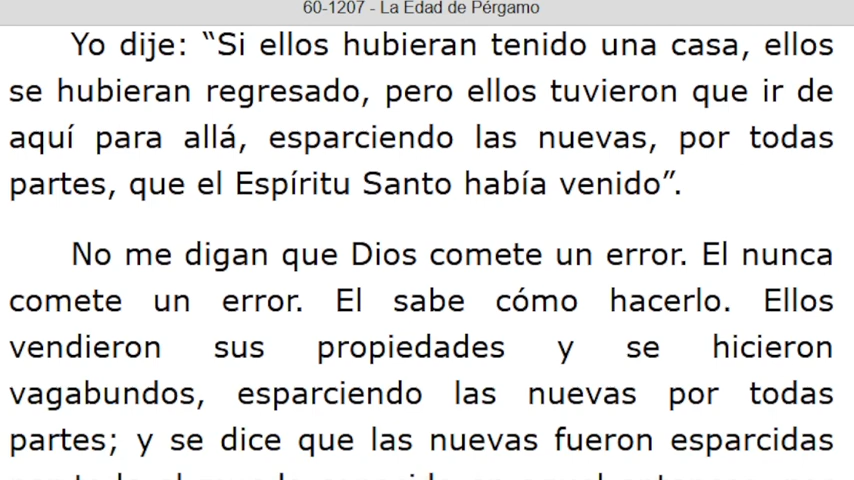 60-1207 - La Edad de Pérgamo
Yo dije: “Si ellos hubieran tenido una casa, ellos
se hubieran regresado, pero ellos tuvieron que ir de
aquí para allá, esparciendo las nuevas, por todas
partes, que el Espíritu Santo había venido”.
No me digan que Dios comete un error. El nunca
comete un error. El sabe cómo hacerlo. Ellos
vendieron sus propiedades y se hicieron
vagabundos, esparciendo las nuevas por todas
partes; y se dice que las nuevas fueron esparcidas